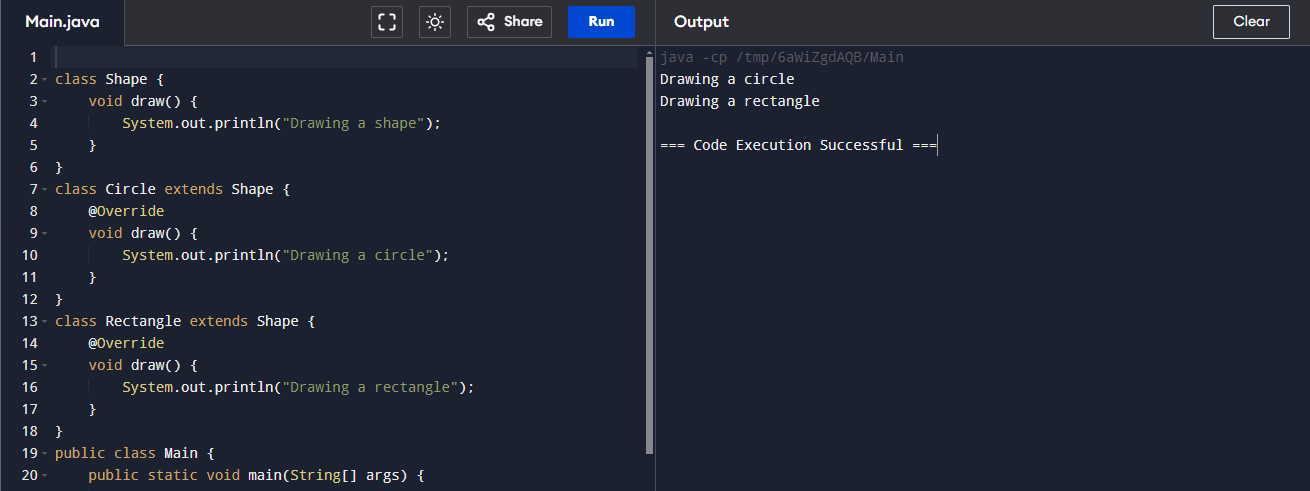 Main.java Share Run Output Clear
1
2 class Shape {
3     void draw() {
4         System.out.println("Drawing a shape");
5     }
6 }
7 class Circle extends Shape {
8     @Override
9     void draw() {
10         System.out.println("Drawing a circle");
11     }
12 }
13 class Rectangle extends Shape {
14     @Override
15     void draw() {
16         System.out.println("Drawing a rectangle");
17     }
18 }
19 public class Main {
20     public static void main(String[] args) {
java -cp /tmp/6aWiZgdAQB/Main
Drawing a circle
Drawing a rectangle
=== Code Execution Successful ===